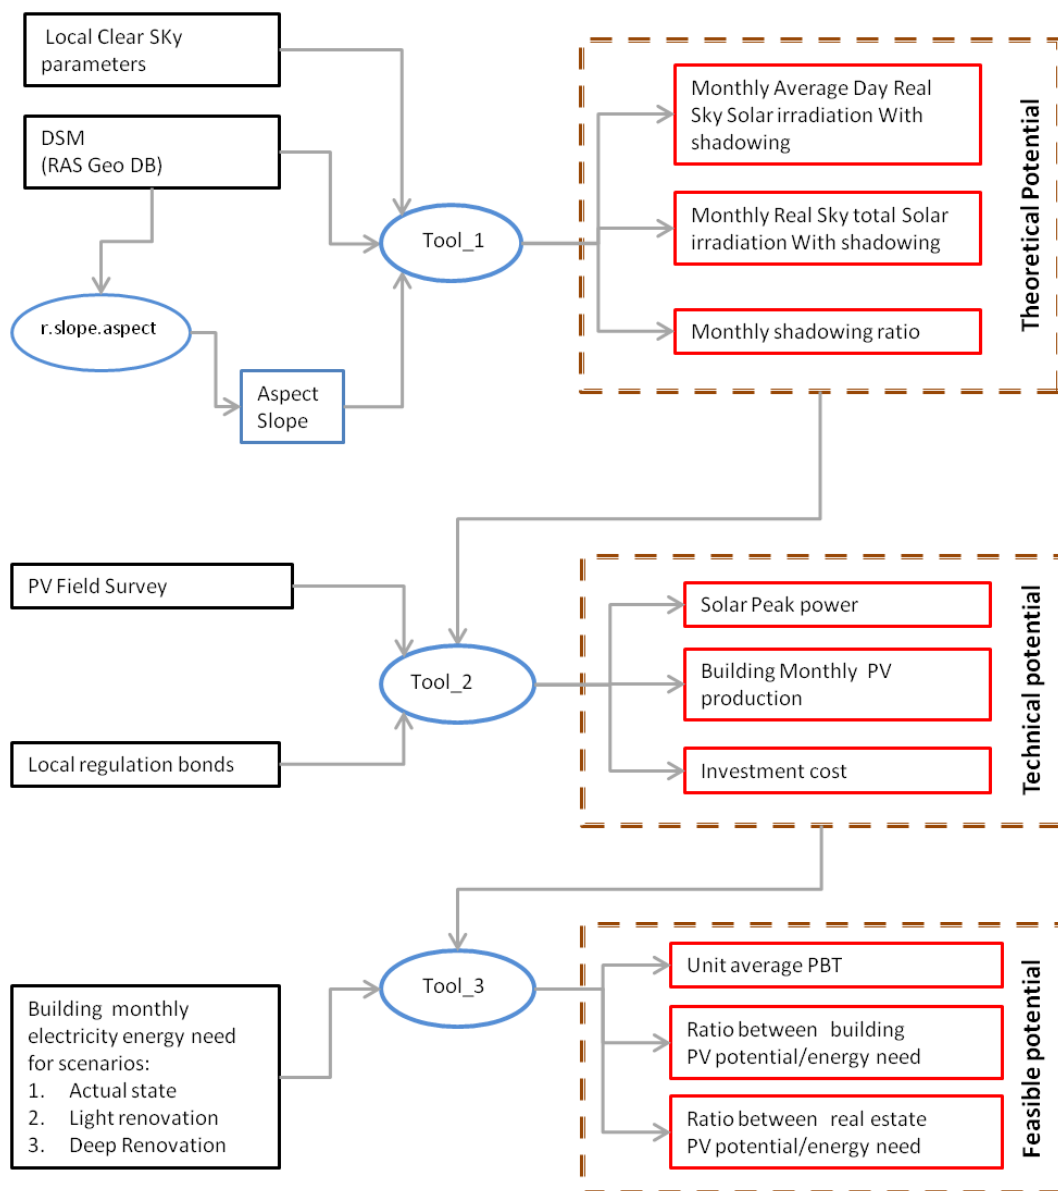 Local Clear SKy
parameters
DSM
(RAS Geo DB)
r.slope.aspect
Aspect
Slope
Tool_1
Monthly Average Day Real
Sky Solar irradiation With
shadowing
Monthly Real Sky total Solar
irradiation With shadowing
Monthly shadowing ratio
Theoretical Potential
PV Field Survey
Local regulation bonds
Tool_2
Solar Peak power
Building Monthly PV
production
Investment cost
Technical potential
Building monthly
electricity energy need
for scenarios:
1. Actual state
2. Light renovation
3. Deep Renovation
Tool_3
Unit average PBT
Ratio between building
PV potential/energy need
Ratio between real estate
PV potential/energy need
Feasible potential